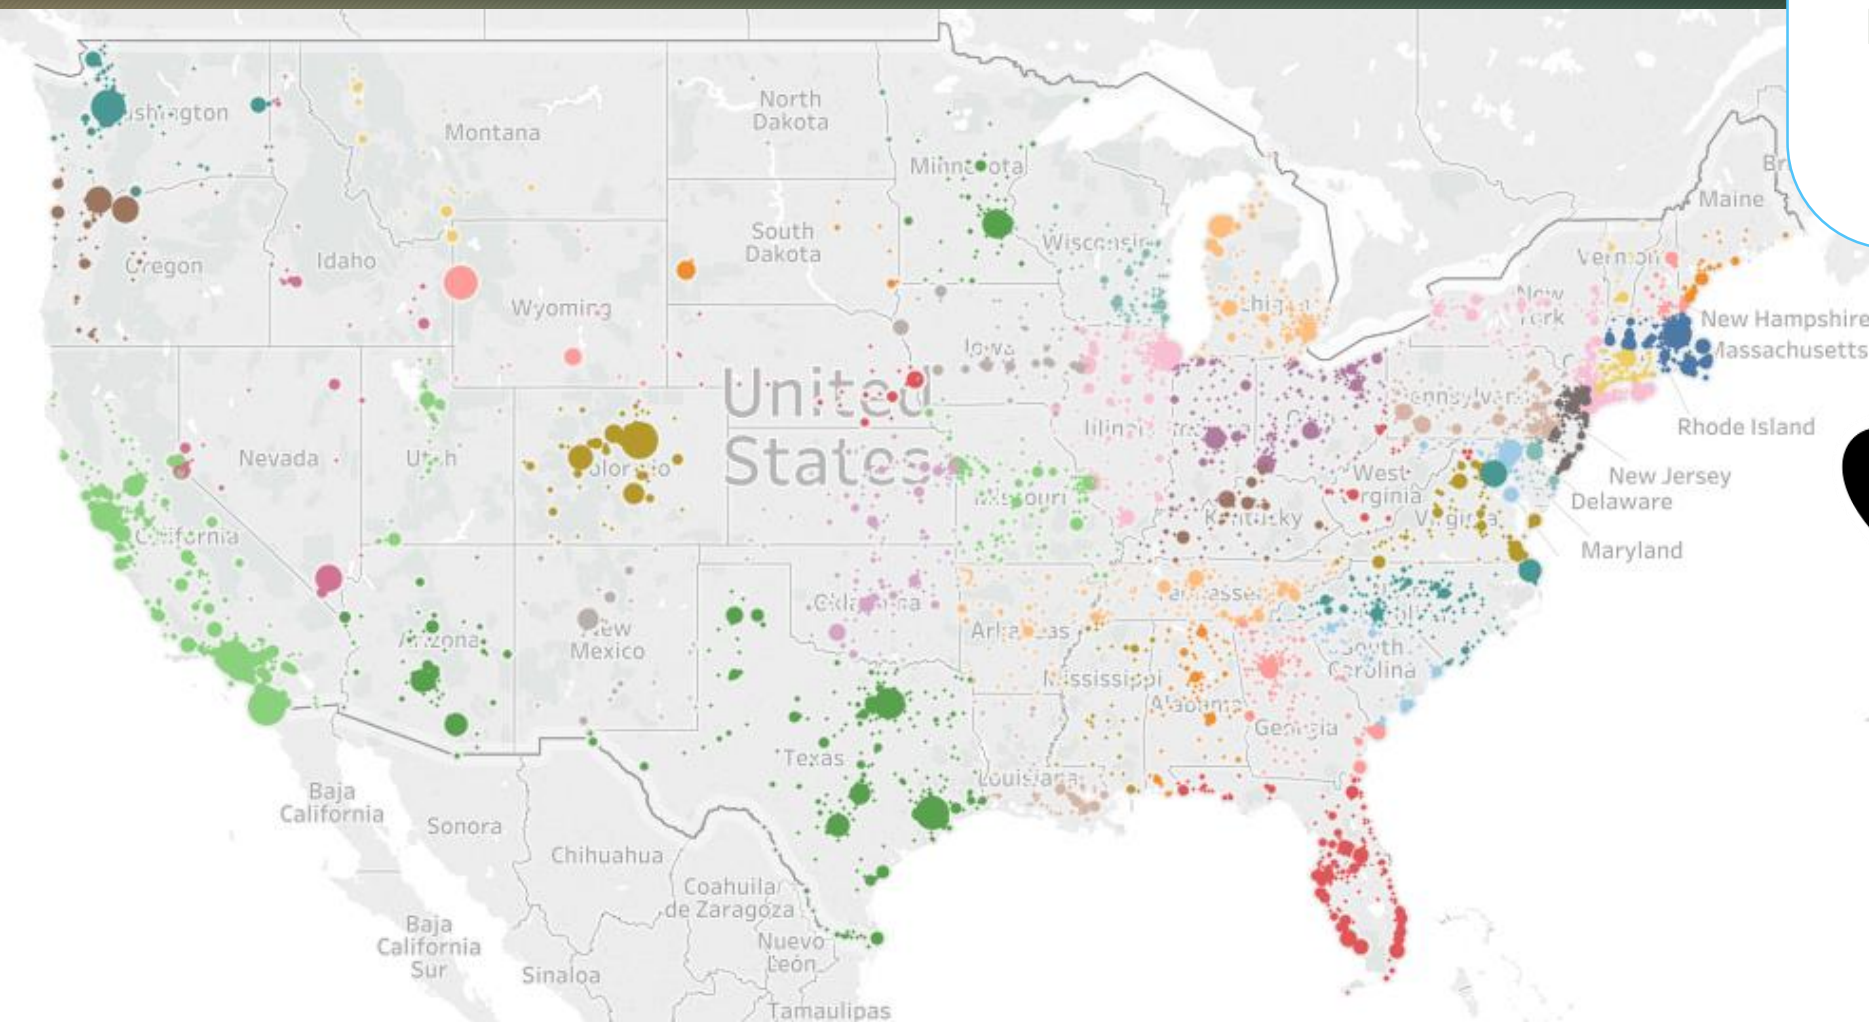 North
Dakota
Montana
Minnesota
Maine
Oregon
Idaho
South
Dakota
Wisconsin
Vermont
Wyoming
New
York
New Hampshire
Massachusetts
Iowa
United
States
Rhode Island
Nevada
Utah
Colorado
Missouri
West
Virginia
New Jersey
Delaware
Kentucky
Virginia
California
Maryland
Oklahoma
Tennessee
Arizona
New
Mexico
Arkansas
South
Carolina
Mississippi
Alabama
Georgia
Texas
Louisiana
Baja
California
Sonora
Chihuahua
Coahuila
de Zaragoza
Baja
California
Sur
Nuevo
León
Sinaloa
Tamaulipas